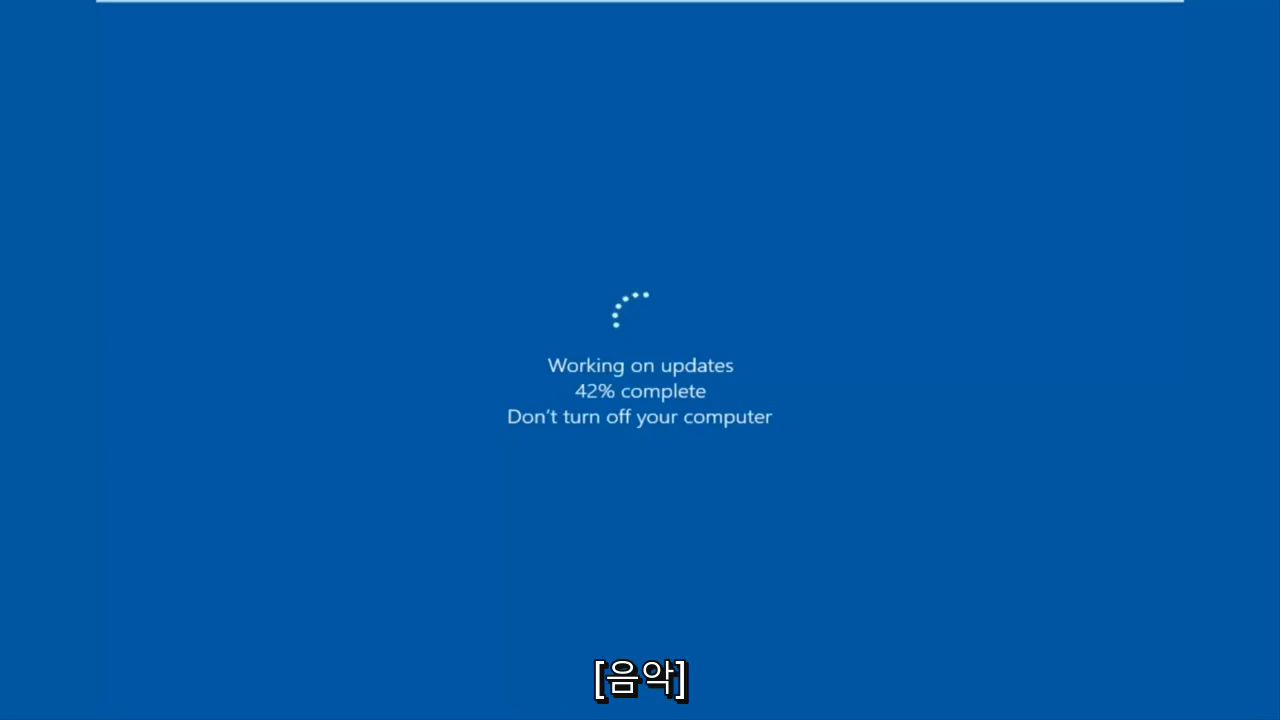 Working on updates
42% complete
Don't turn off your computer
[음악]